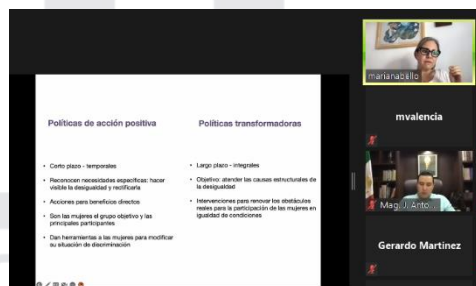 Políticas de acción positiva
• Corto plazo - temporales
• Reconocen necesidades específicas: hacer
visible la desigualdad y rectificarla
• Acciones para beneficios directos
• Son las mujeres el grupo objetivo y las
principales participantes
• Dan herramientas a las mujeres para modificar
su situación de discriminación
Políticas transformadoras
• Largo plazo - integrales
• Objetivo: atender las causas estructurales de
la desigualdad
• Intervenciones para renovar los obstáculos
reales para la participación de las mujeres en
igualdad de condiciones
marianabello
mvalencia
Mag. J. Anto...
Gerardo Martinez